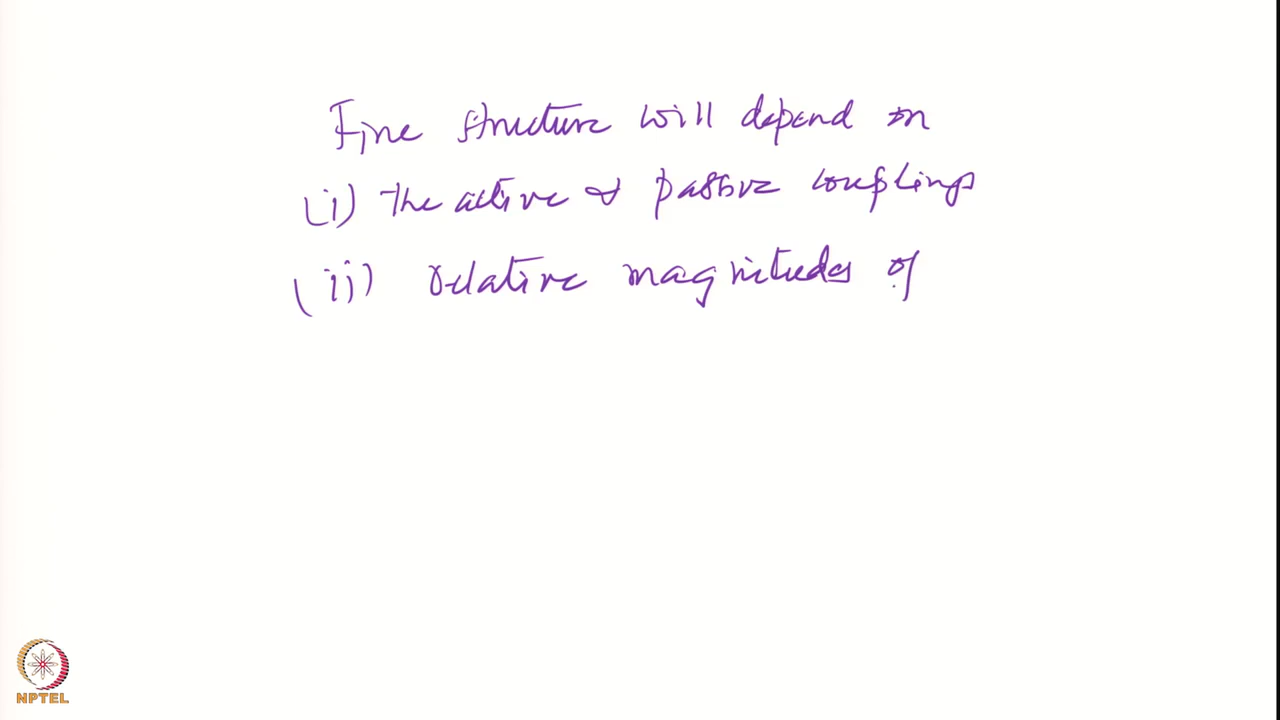 Fine structure will depend on
(i) The active & passive couplings
(ii) relative magnitudes of
NPTEL